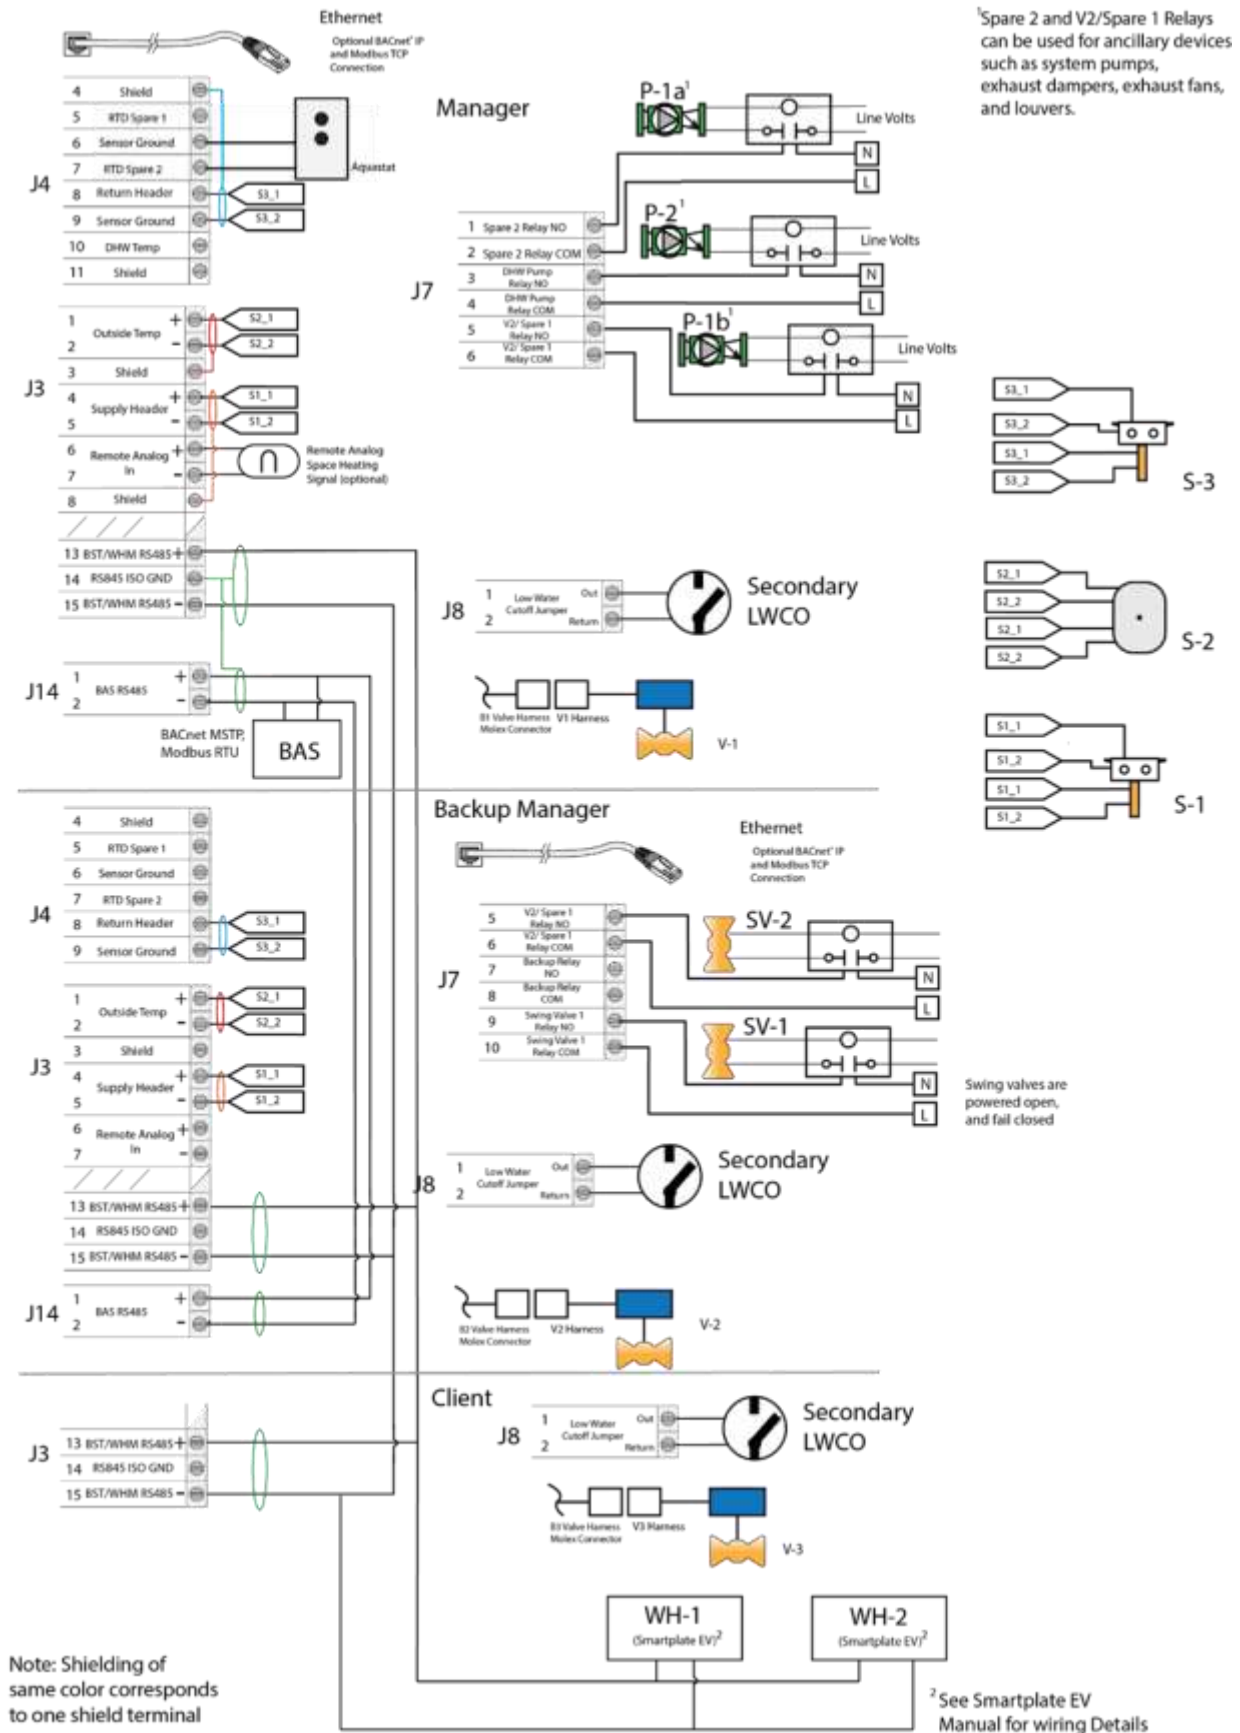 Ethernet
Optional BACnet® IP
and Modbus TCP
Connection
¹Spare 2 and V2/Spare 1 Relays
can be used for ancillary devices
such as system pumps,
exhaust dampers, exhaust fans,
and louvers.
Manager
J4
4 Shield
5 RTD Spare 1
6 Sensor Ground
7 RTD Spare 2
8 Return Header
9 Sensor Ground
10 DHW Temp
11 Shield
Aquastat
S3_1
S3_2
J3
1
Outside Temp
2
+
-
3 Shield
4
Supply Header
5
+
-
6
Remote Analog
In
7
+
-
8 Shield
S2_1
S2_2
S1_1
S1_2
Remote Analog
Space Heating
Signal (optional)
13 BST/WHM RS485 +
14 RS845 ISO GND
15 BST/WHM RS485 -
J14
1
BAS RS485
2
+
-
BACnet MSTP,
Modbus RTU
BAS
J7
1 Spare 2 Relay NO
2 Spare 2 Relay COM
3 DHW Pump
Relay NO
4 DHW Pump
Relay COM
5 V2/ Spare 1
Relay NO
6 V2/ Spare 1
Relay COM
P-1a¹
Line Volts
N
L
P-2¹
Line Volts
N
L
P-1b¹
Line Volts
N
L
J8
1
2
Low Water
Cutoff Jumper
Out
Return
Secondary
LWCO
B1 Valve Harness
Molex Connector
V1 Harness
V-1
S3_1
S3_2
S3_1
S3_2
S-3
S2_1
S2_2
S2_1
S2_2
S-2
S1_1
S1_2
S1_1
S1_2
S-1
Backup Manager
Ethernet
Optional BACnet® IP
and Modbus TCP
Connection
J4
4 Shield
5 RTD Spare 1
6 Sensor Ground
7 RTD Spare 2
8 Return Header
9 Sensor Ground
S3_1
S3_2
J3
1
Outside Temp
2
+
-
3 Shield
4
Supply Header
5
+
-
6
Remote Analog
In
7
+
-
S2_1
S2_2
S1_1
S1_2
13 BST/WHM RS485 +
14 RS845 ISO GND
15 BST/WHM RS485 -
J14
1
BAS RS485
2
+
-
J7
5 V2/ Spare 1
Relay NO
6 V2/ Spare 1
Relay COM
7 Backup Relay
NO
8 Backup Relay
COM
9 Swing Valve 1
Relay NO
10 Swing Valve 1
Relay COM
SV-2
N
L
SV-1
N
L
Swing valves are
powered open,
and fail closed
J8
1
2
Low Water
Cutoff Jumper
Out
Return
Secondary
LWCO
B2 Valve Harness
Molex Connector
V2 Harness
V-2
Client
J3
13 BST/WHM RS485 +
14 RS845 ISO GND
15 BST/WHM RS485 -
J8
1
2
Low Water
Cutoff Jumper
Out
Return
Secondary
LWCO
B3 Valve Harness
Molex Connector
V3 Harness
V-3
WH-1
(Smartplate EV)²
WH-2
(Smartplate EV)²
Note: Shielding of
same color corresponds
to one shield terminal
² See Smartplate EV
Manual for wiring Details